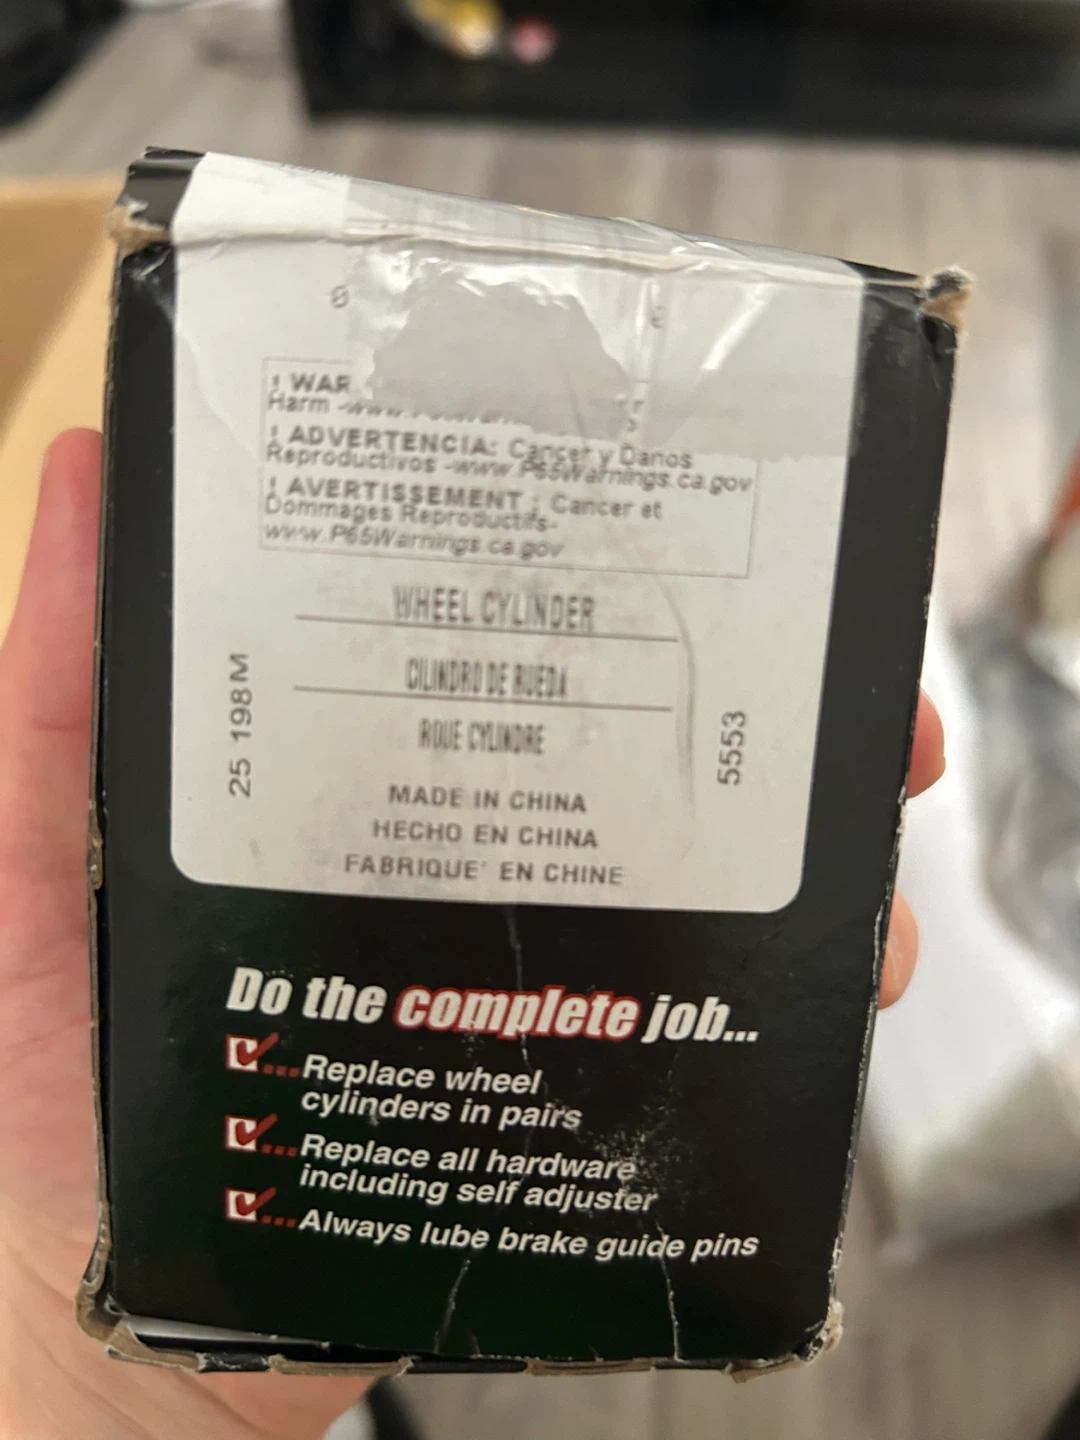 ! WAR
Harm -www.P65War
! ADVERTENCIA: Cancer y Danos
Reproductivos -www.P65Warnings.ca.gov
! AVERTISSEMENT : Cancer et
Dommages Reproductifs-
www.P65Warnings.ca.gov
WHEEL CYLINDER
CILINDRO DE RUEDA
ROUE CYLINDRE
25 198M
5553
MADE IN CHINA
HECHO EN CHINA
FABRIQUE' EN CHINE
Do the complete job...
...Replace wheel
cylinders in pairs
...Replace all hardware
including self adjuster
...Always lube brake guide pins